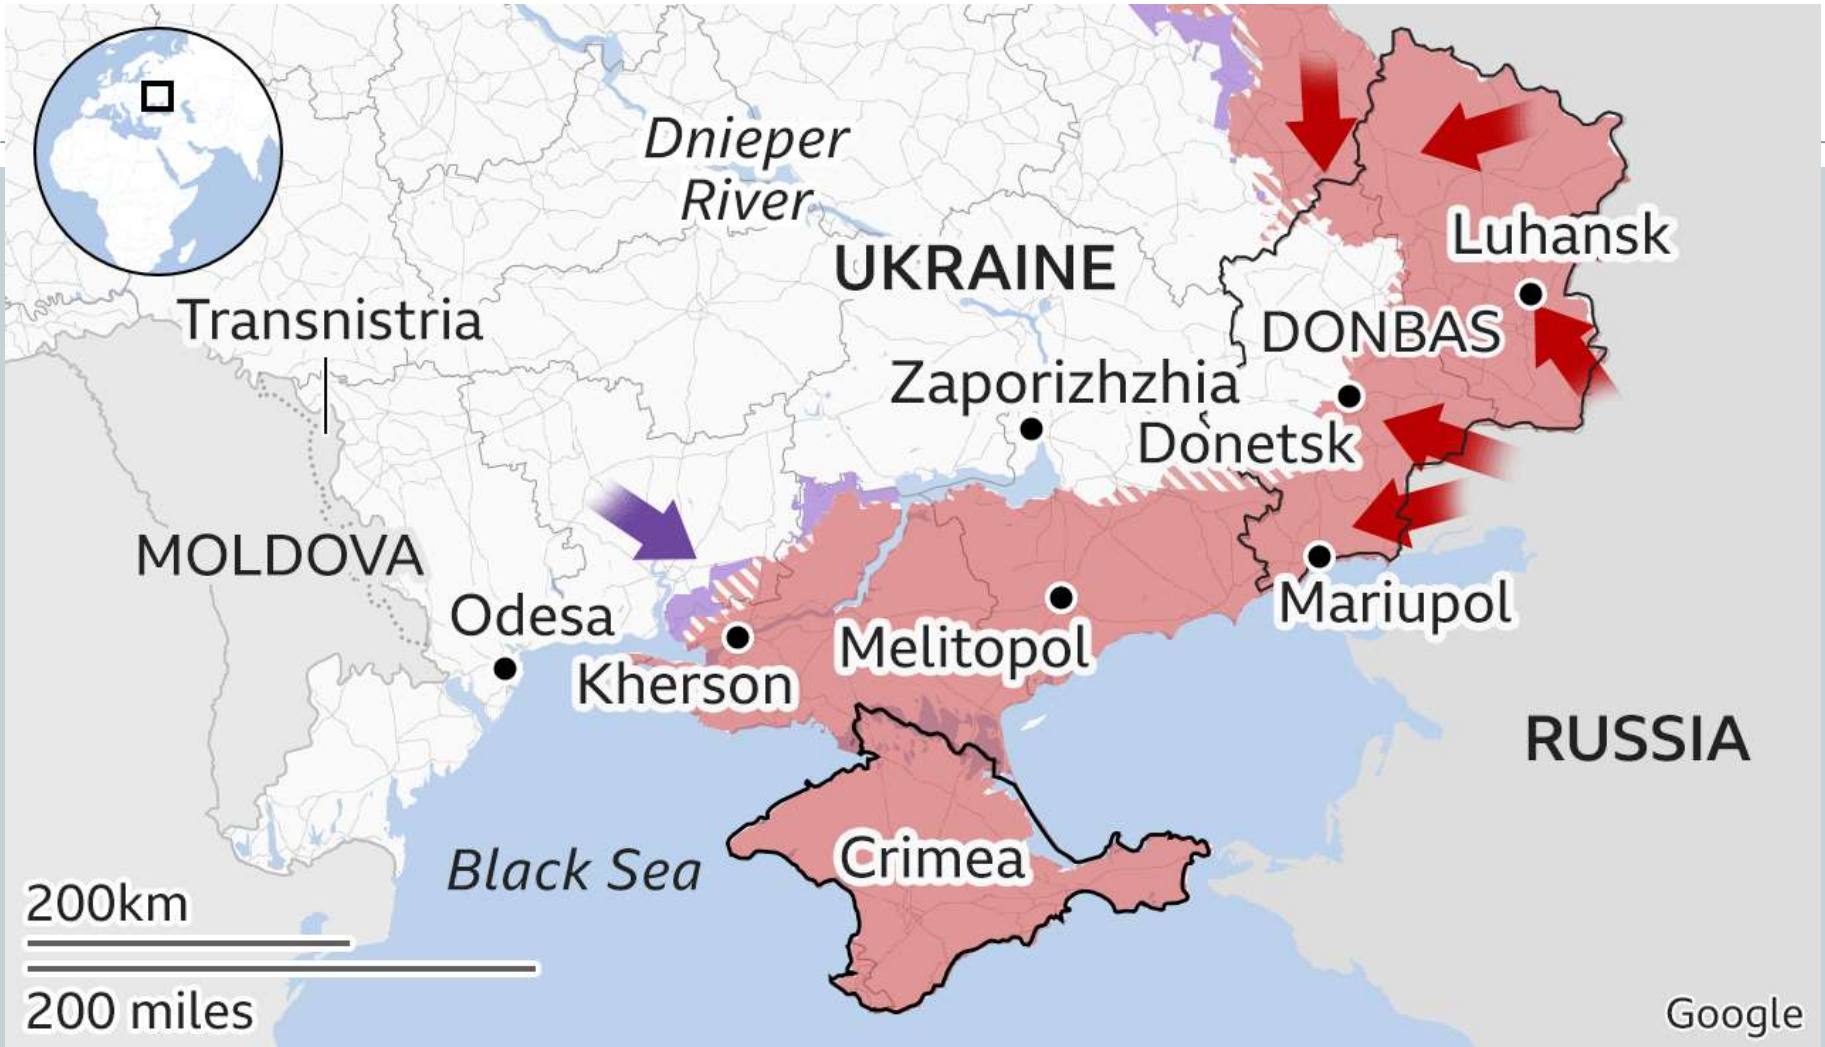 Dnieper
River
UKRAINE
Luhansk
Transnistria
DONBAS
Zaporizhzhia
Donetsk
MOLDOVA
Odesa
Mariupol
Melitopol
Kherson
RUSSIA
Crimea
Black Sea
200km
200 miles
Google